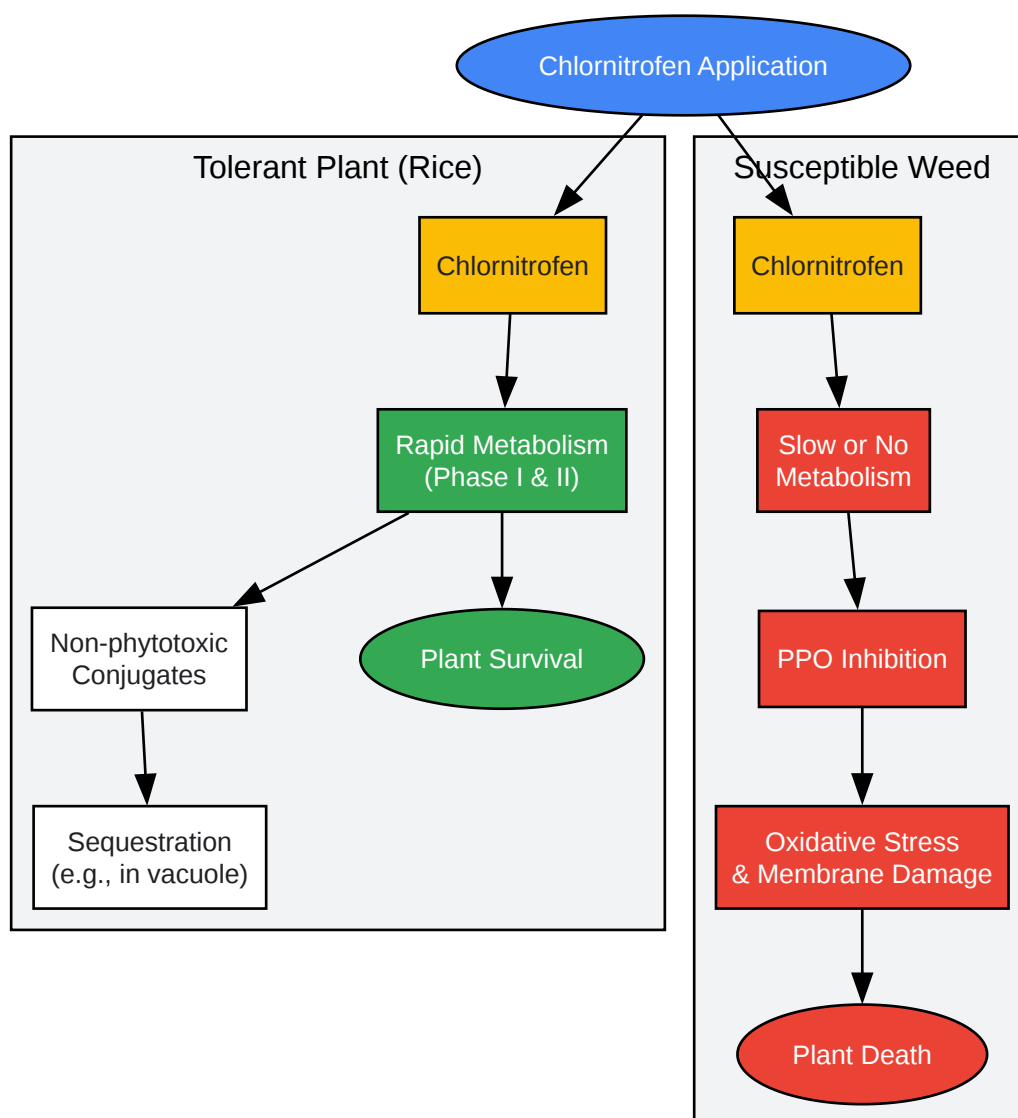 Chlornitrofen Application
Tolerant Plant (Rice)
Chlornitrofen
Rapid Metabolism
(Phase I & II)
Non-phytotoxic
Conjugates
Plant Survival
Sequestration
(e.g., in vacuole)
Susceptible Weed
Chlornitrofen
Slow or No
Metabolism
PPO Inhibition
Oxidative Stress
& Membrane Damage
Plant Death